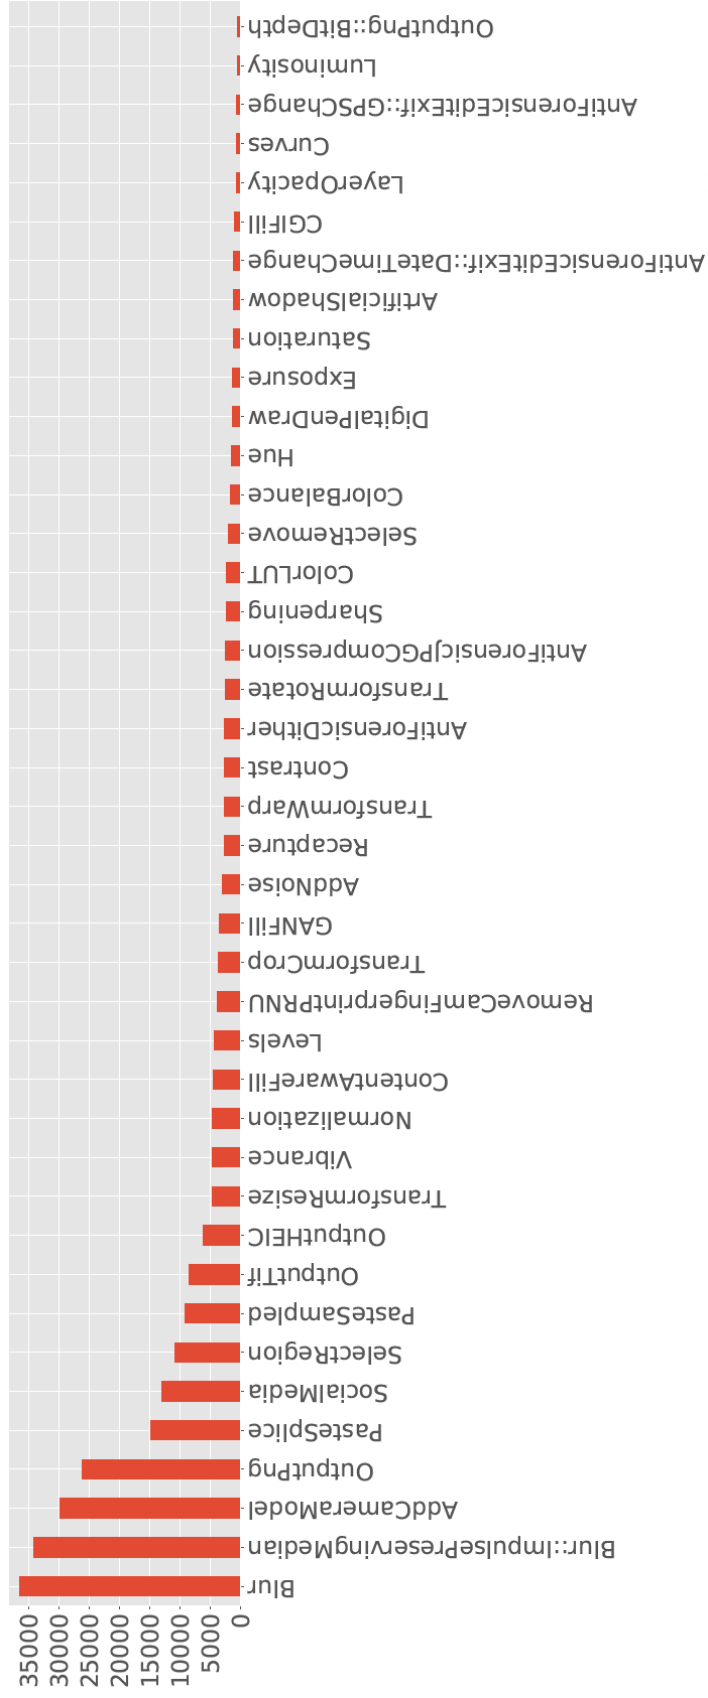 OutputPng::BitDepth
Luminosity
AntiForensicEditExif::GPSChange
Curves
LayerOpacity
CGIFill
AntiForensicEditExif::DateTimeChange
ArtificialShadow
Saturation
Exposure
DigitalPenDraw
Hue
ColorBalance
SelectRemove
ColorLUT
Sharpening
AntiForensicJPGCompression
TransformRotate
AntiForensicDither
Contrast
TransformWarp
Recapture
AddNoise
GANFill
TransformCrop
RemoveCamFingerprintPRNU
Levels
ContentAwareFill
Normalization
Vibrance
TransformResize
OutputHEIC
OutputTif
PasteSampled
SelectRegion
SocialMedia
PasteSplice
OutputPng
AddCameraModel
Blur::ImpulsePreservingMedian
Blur
35000
30000
25000
20000
15000
10000
5000
0